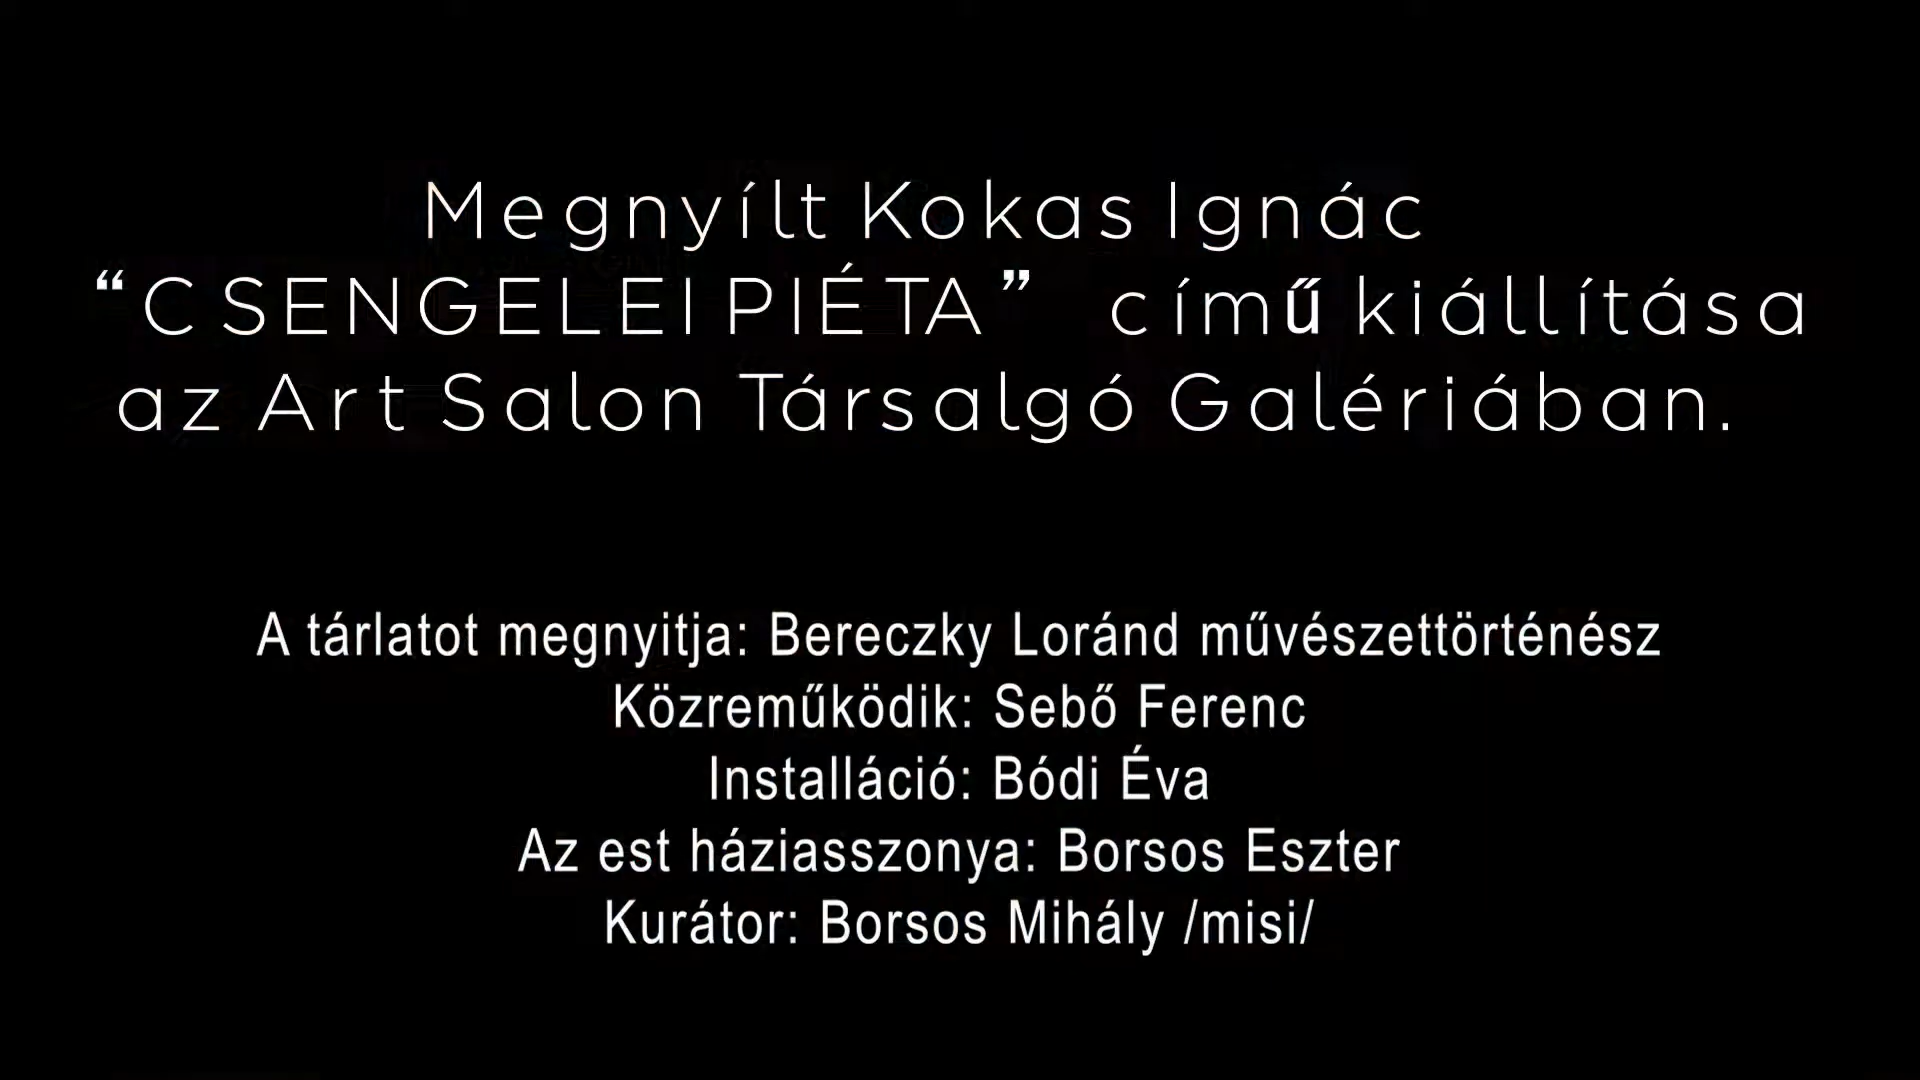 Megnyílt Kokas Ignác
“CSENGELEI PIÉTA” című kiállítása
az Art Salon Társalgó Galériában.
A tárlatot megnyitja: Bereczky Loránd művészettörténész
Közreműködik: Sebő Ferenc
Installáció: Bódi Éva
Az est háziasszonya: Borsos Eszter
Kurátor: Borsos Mihály /misi/